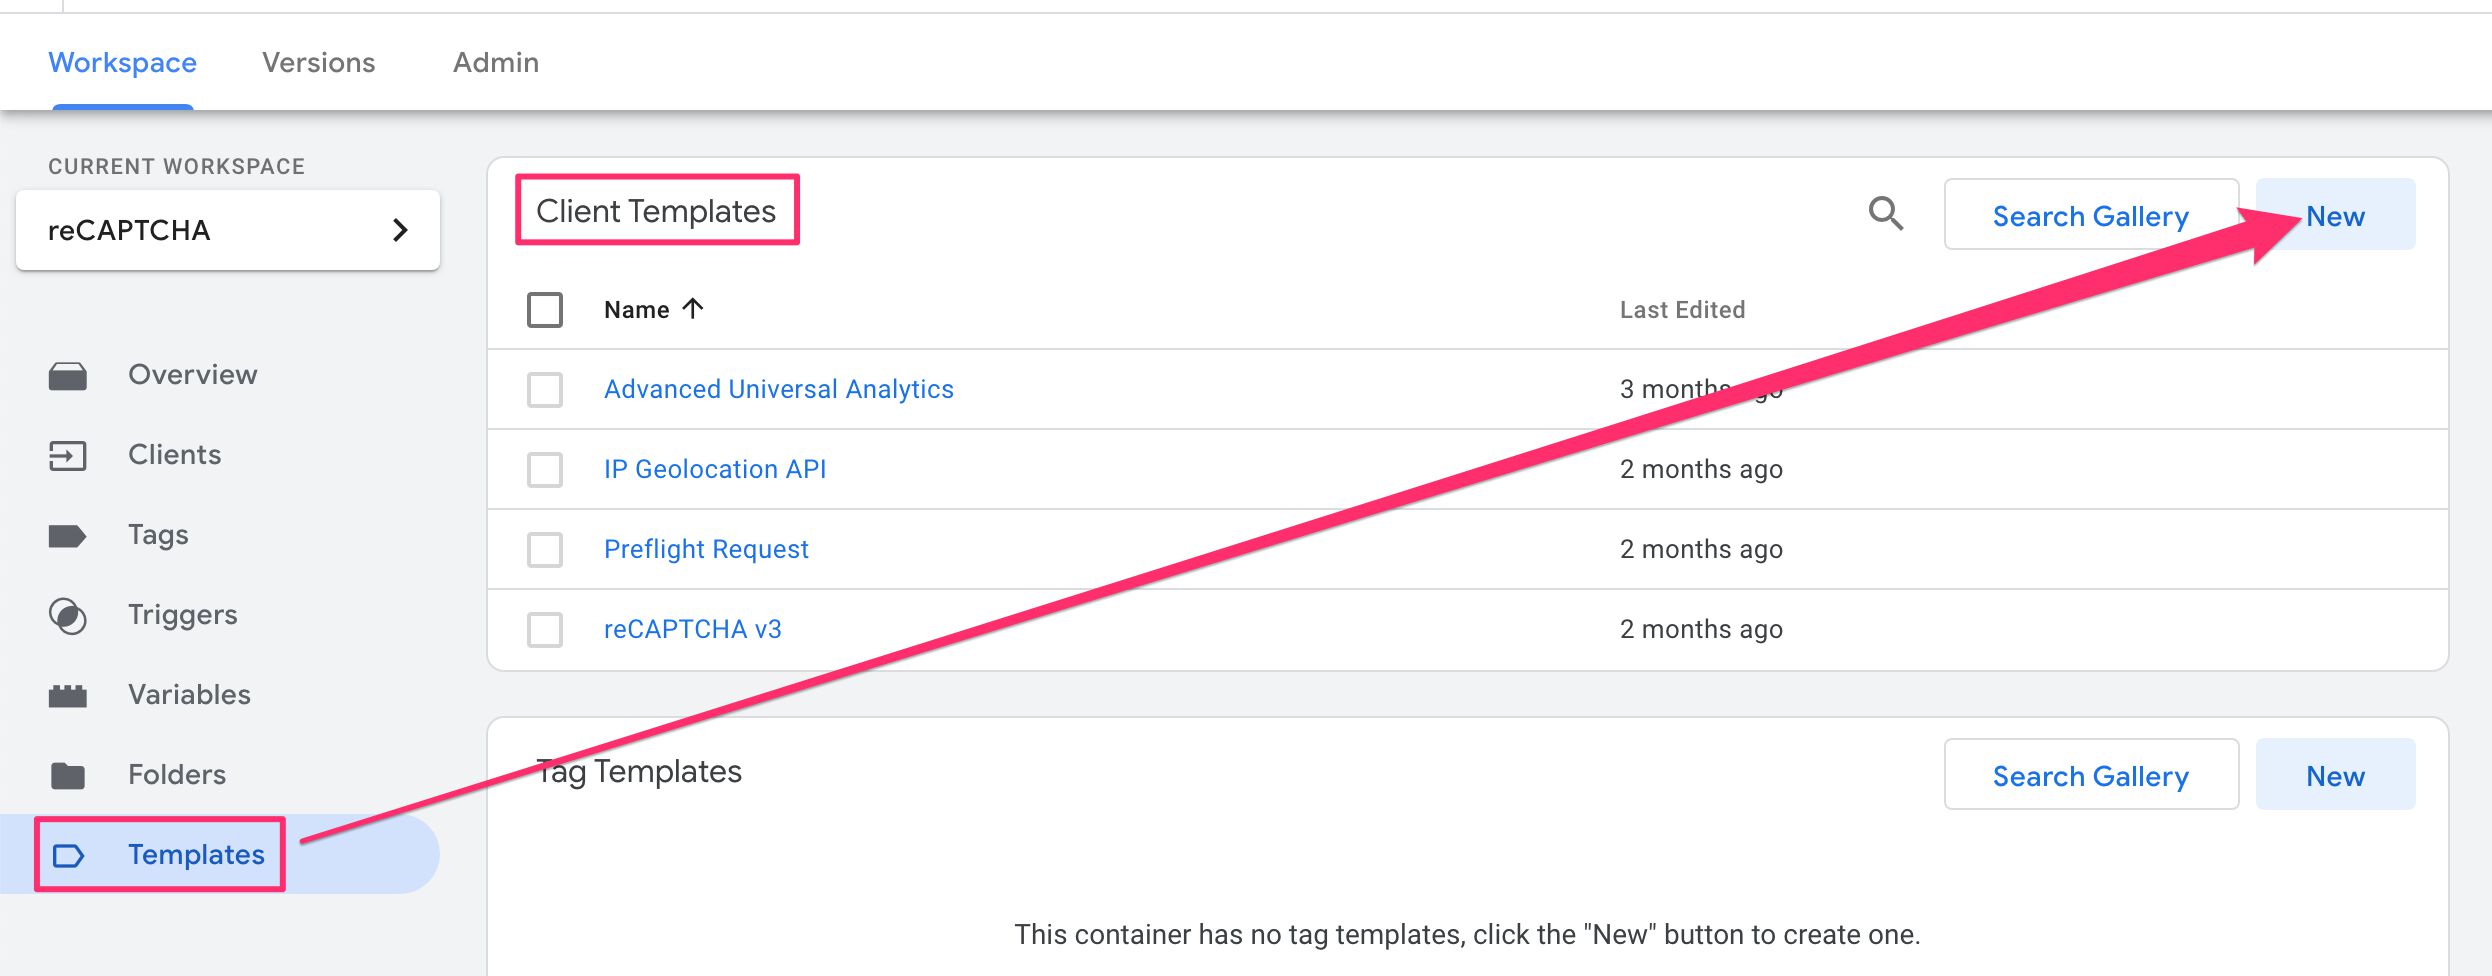 Workspace Versions Admin
CURRENT WORKSPACE
reCAPTCHA
Overview
Clients
Tags
Triggers
Variables
Folders
Templates
Client Templates
Search Gallery New
Name Last Edited
Advanced Universal Analytics 3 months ago
IP Geolocation API 2 months ago
Preflight Request 2 months ago
reCAPTCHA v3 2 months ago
Tag Templates
Search Gallery New
This container has no tag templates, click the "New" button to create one.